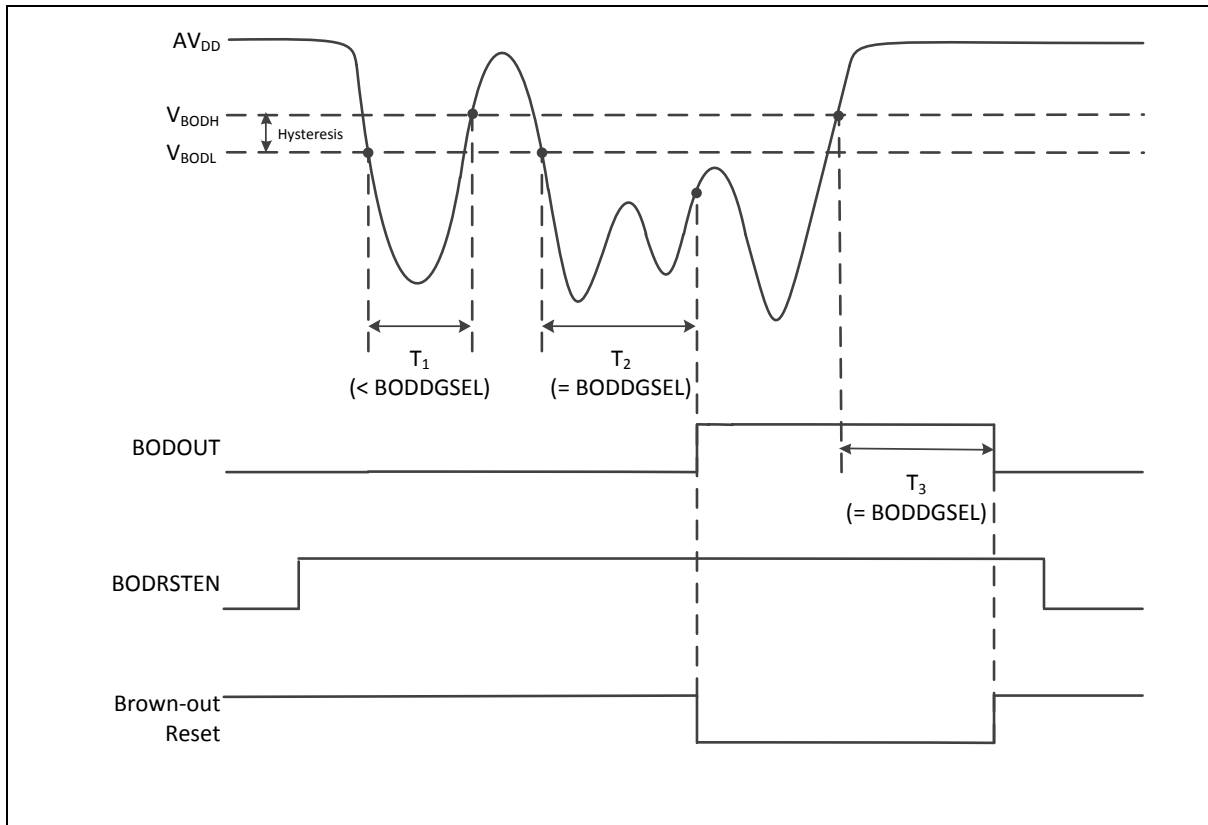 AVDD
VBODH
Hysteresis
VBODL
T1
(< BODDGSEL)
T2
(= BODDGSEL)
BODOUT
T3
(= BODDGSEL)
BODRSTEN
Brown-out
Reset